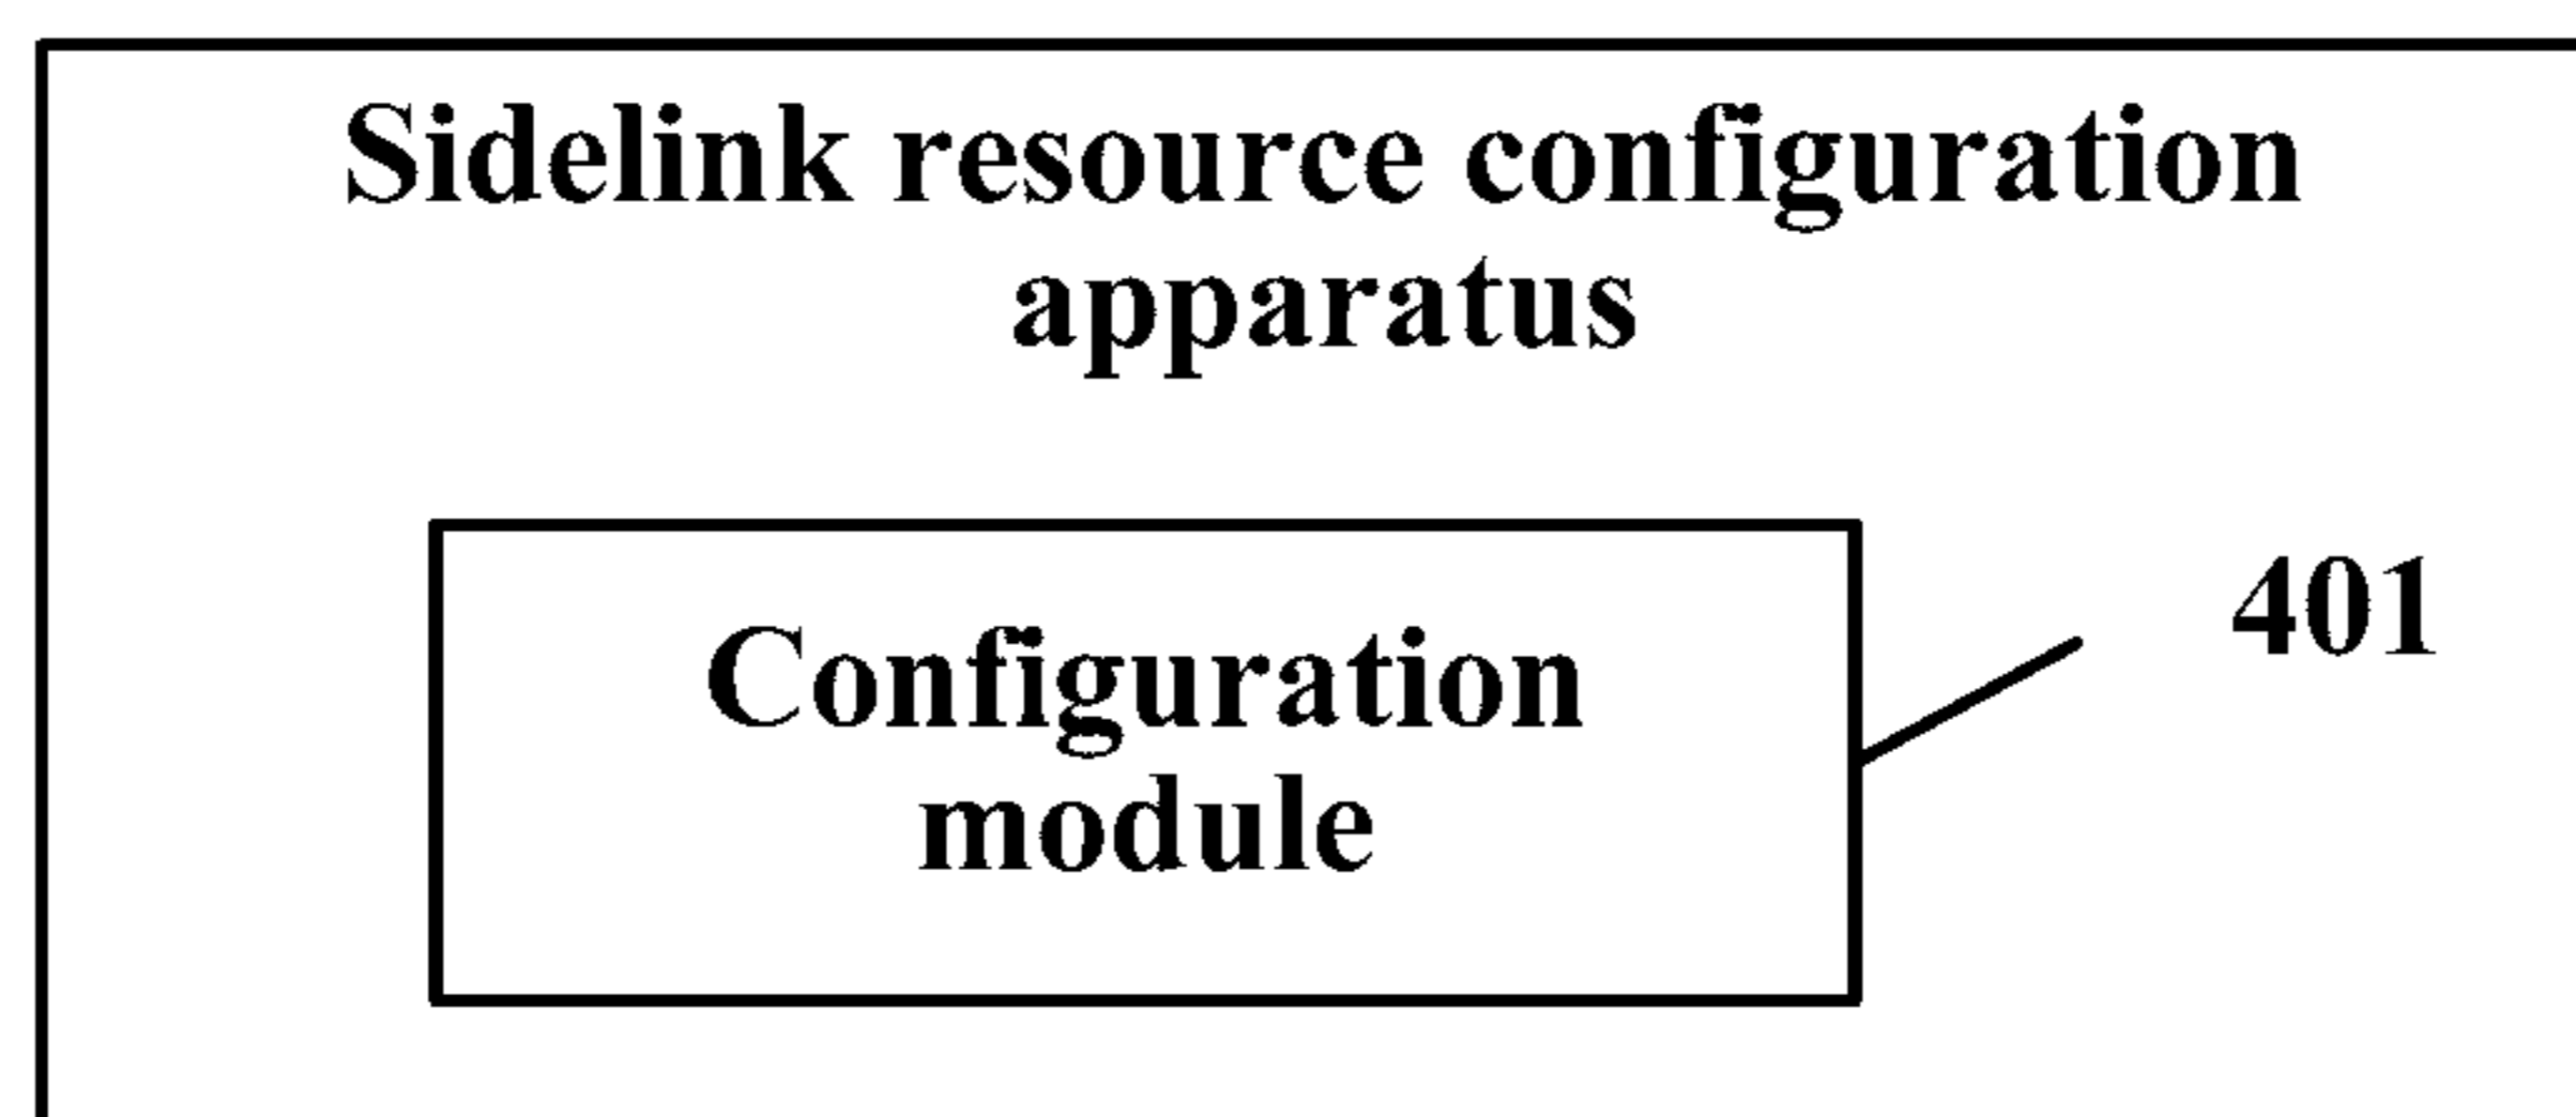 Sidelink resource configuration
apparatus
401
Configuration
module